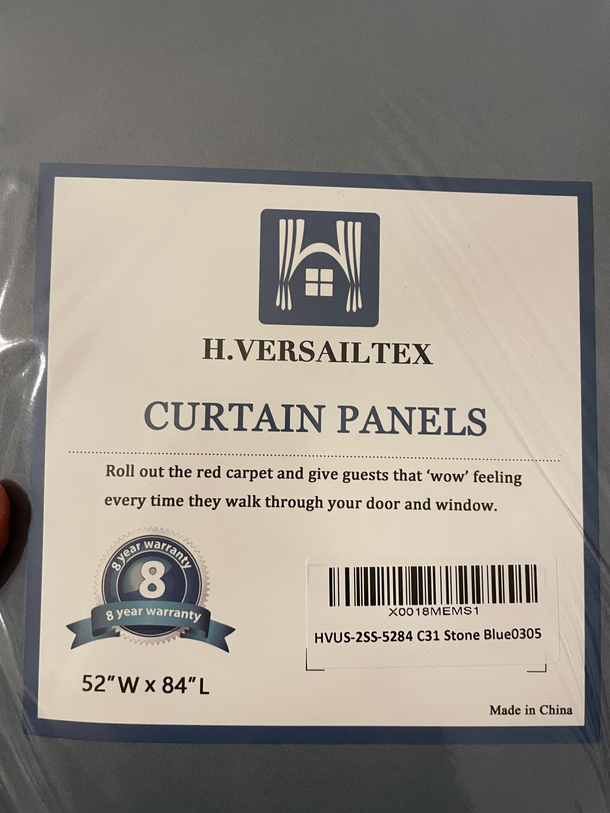 H.VERSAILTEX
CURTAIN PANELS
Roll out the red carpet and give guests that ‘wow’ feeling
every time they walk through your door and window.
8 year warranty
8
8 year warranty
X0018MEMS1
HVUS-2SS-5284 C31 Stone Blue0305
52″W x 84″L
Made in China